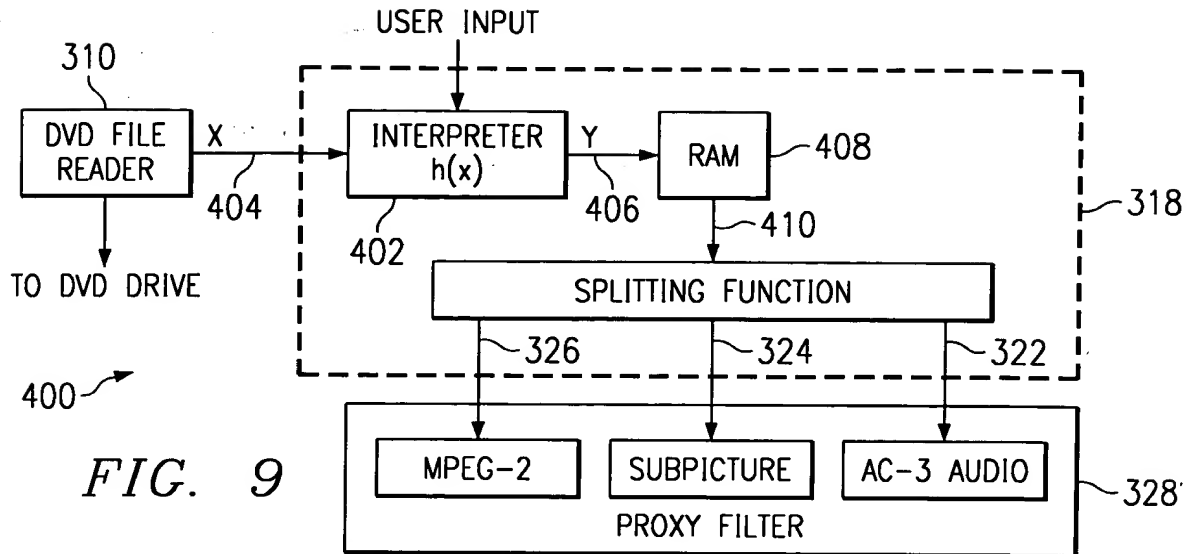 USER INPUT
310
DVD FILE
READER
X
404
INTERPRETER
h(x)
402
Y
406
RAM
408
410
318
TO DVD DRIVE
SPLITTING FUNCTION
326
324
322
400
MPEG-2
SUBPICTURE
AC-3 AUDIO
PROXY FILTER
328
FIG. 9